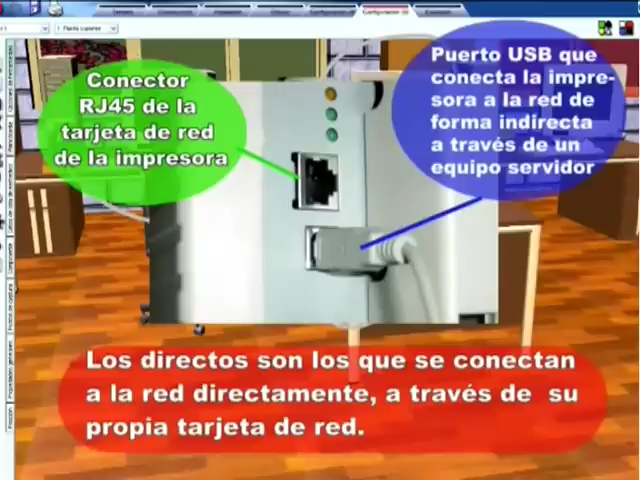 Conector
RJ45 de la
tarjeta de red
de la impresora
Puerto USB que
conecta la impre-
sora a la red de
forma indirecta
a través de un
equipo servidor
Los directos son los que se conectan
a la red directamente, a través de su
propia tarjeta de red.